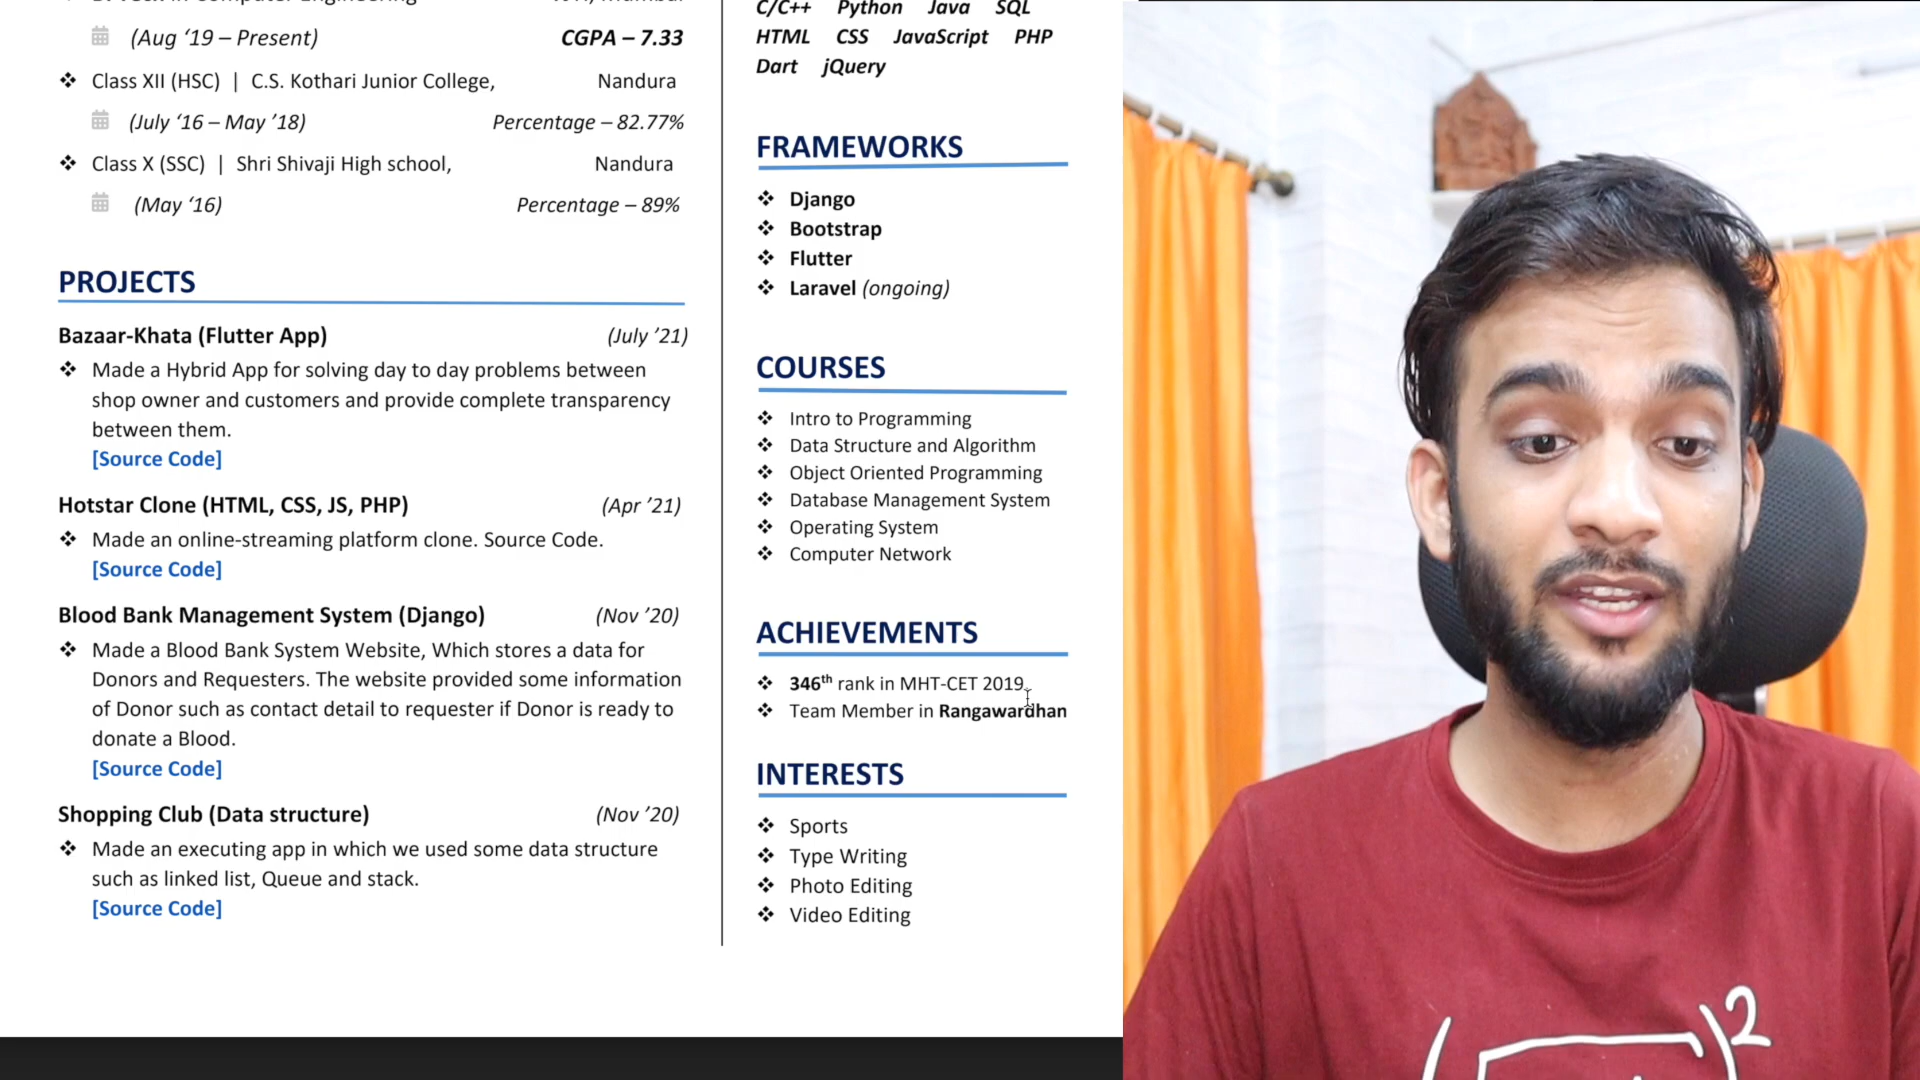 (Aug ‘19 – Present) CGPA – 7.33
Class XII (HSC) | C.S. Kothari Junior College, Nandura
(July ‘16 – May ’18) Percentage – 82.77%
Class X (SSC) | Shri Shivaji High school, Nandura
(May ‘16) Percentage – 89%
PROJECTS
Bazaar-Khata (Flutter App) (July ’21)
Made a Hybrid App for solving day to day problems between
shop owner and customers and provide complete transparency
between them.
[Source Code]
Hotstar Clone (HTML, CSS, JS, PHP) (Apr ’21)
Made an online-streaming platform clone. Source Code.
[Source Code]
Blood Bank Management System (Django) (Nov ’20)
Made a Blood Bank System Website, Which stores a data for
Donors and Requesters. The website provided some information
of Donor such as contact detail to requester if Donor is ready to
donate a Blood.
[Source Code]
Shopping Club (Data structure) (Nov ’20)
Made an executing app in which we used some data structure
such as linked list, Queue and stack.
[Source Code]
C/C++ Python Java SQL
HTML CSS JavaScript PHP
Dart jQuery
FRAMEWORKS
Django
Bootstrap
Flutter
Laravel (ongoing)
COURSES
Intro to Programming
Data Structure and Algorithm
Object Oriented Programming
Database Management System
Operating System
Computer Network
ACHIEVEMENTS
346th rank in MHT-CET 2019.
Team Member in Rangawardhan
INTERESTS
Sports
Type Writing
Photo Editing
Video Editing
( )2